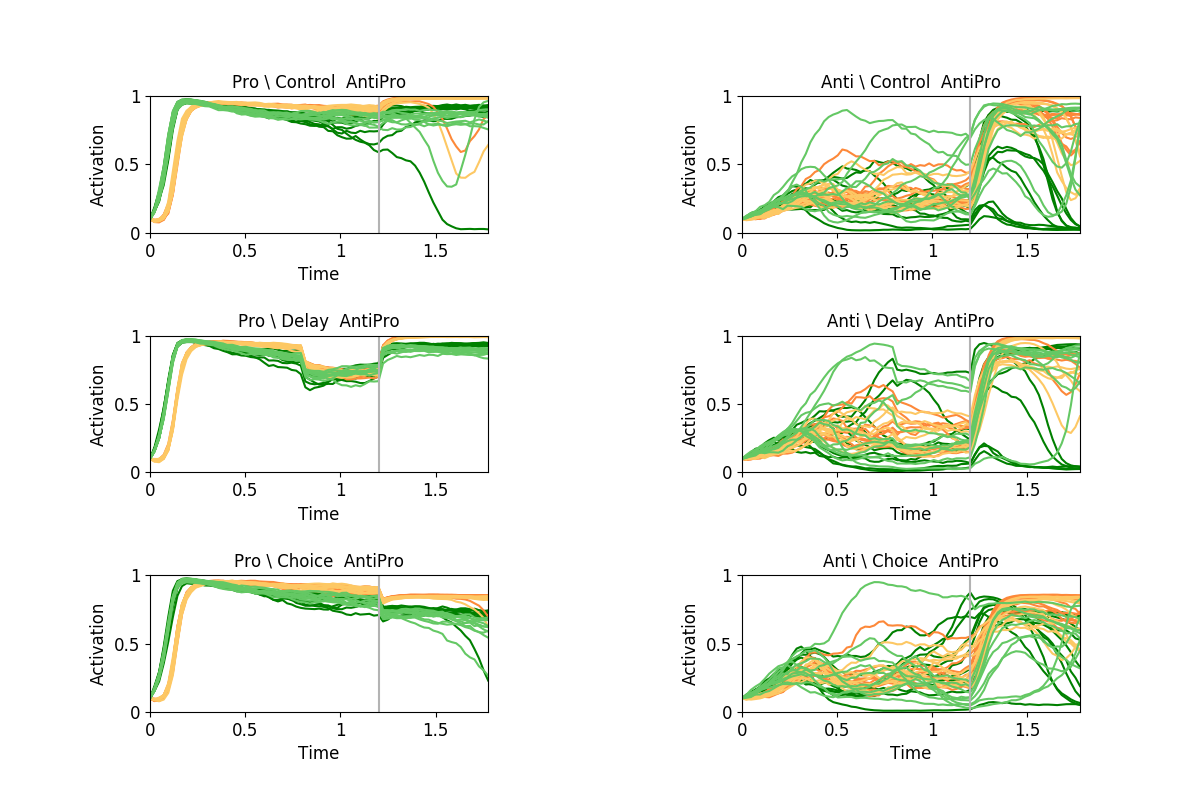 Pro \ Control  AntiPro
Activation
1
0.5
0
0
0.5
1
1.5
Time
Anti \ Control  AntiPro
Activation
1
0.5
0
0
0.5
1
1.5
Time
Pro \ Delay  AntiPro
Activation
1
0.5
0
0
0.5
1
1.5
Time
Anti \ Delay  AntiPro
Activation
1
0.5
0
0
0.5
1
1.5
Time
Pro \ Choice  AntiPro
Activation
1
0.5
0
0
0.5
1
1.5
Time
Anti \ Choice  AntiPro
Activation
1
0.5
0
0
0.5
1
1.5
Time